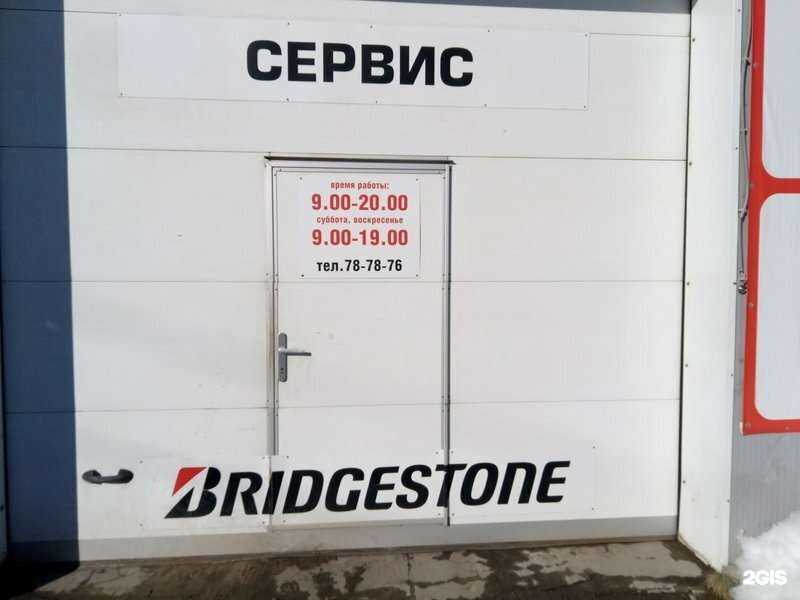 СЕРВИС
время работы:
9.00-20.00
суббота, воскресенье
9.00-19.00
тел.78-78-76
BRIDGESTONE
2GIS